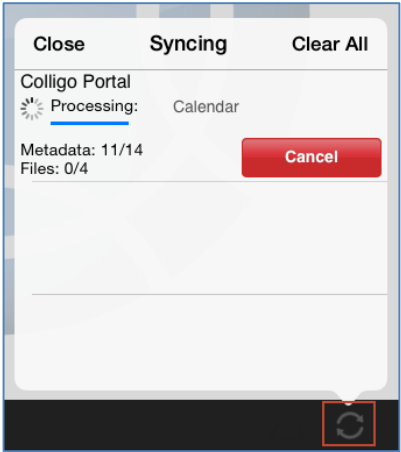 Close Syncing Clear All
Colligo Portal
Processing: Calendar
Metadata: 11/14
Files: 0/4
Cancel